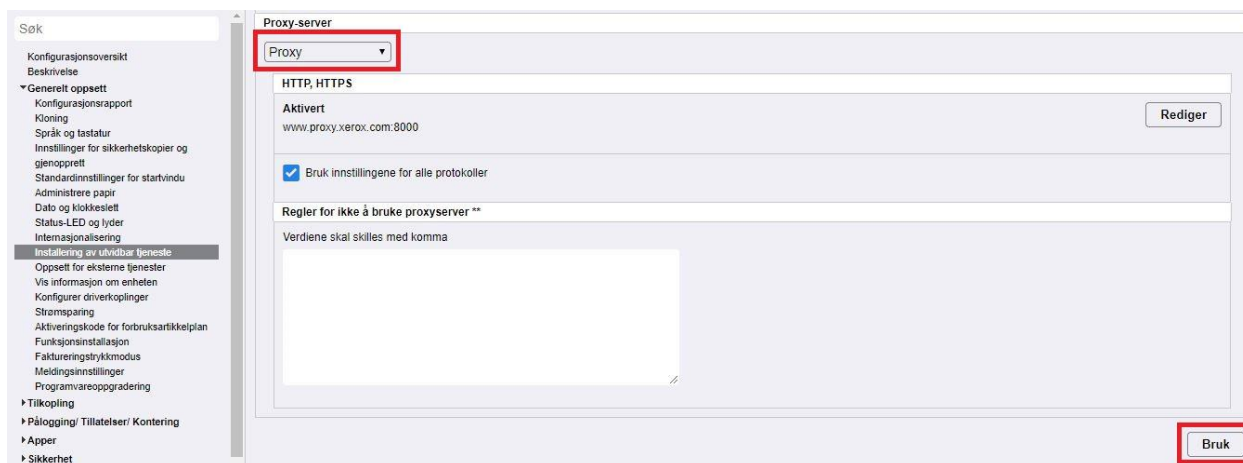 Søk
Konfigurasjonsoversikt
Beskrivelse
Generelt oppsett
Konfigurasjonsrapport
Kloning
Språk og tastatur
Innstillinger for sikkerhetskopier og
gjenopprett
Standardinnstillinger for startvindu
Administrere papir
Dato og klokkeslett
Status-LED og lyder
Internasjonalisering
Installering av utvidbar tjeneste
Oppsett for eksterne tjenester
Vis informasjon om enheten
Konfigurer driverkoplinger
Strømsparing
Aktiveringskode for forbruksartikkelplan
Funksjonsinstallasjon
Faktureringstrykkmodus
Meldingsinnstillinger
Programvareoppgradering
Tilkopling
Pålogging/ Tillatelser/ Kontering
Apper
Sikkerhet
Proxy-server
Proxy
HTTP, HTTPS
Aktivert
www.proxy.xerox.com:8000
Rediger
Bruk innstillingene for alle protokoller
Regler for ikke å bruke proxyserver **
Verdiene skal skilles med komma
Bruk